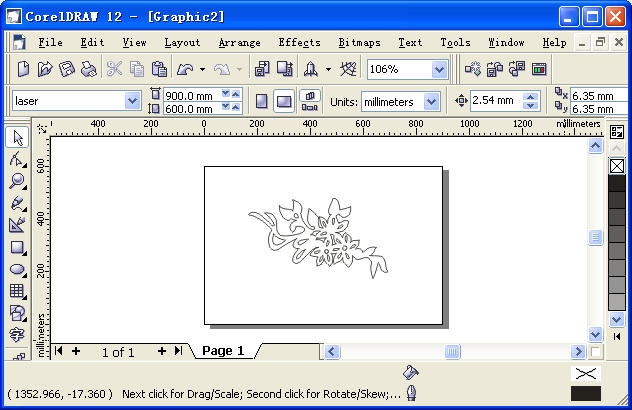 CorelDRAW 12 - [Graphic2]
File Edit View Layout Arrange Effects Bitmaps Text Tools Window Help
106%
laser 900.0 mm 600.0 mm Units: millimeters 2.54 mm 6.35 mm 6.35 mm
400 200 0 200 400 600 800 1000 1200 millimeters
600
400
200
millimeters
1 of 1 Page 1
( 1352.966, -17.360 ) Next click for Drag/Scale; Second click for Rotate/Skew;...